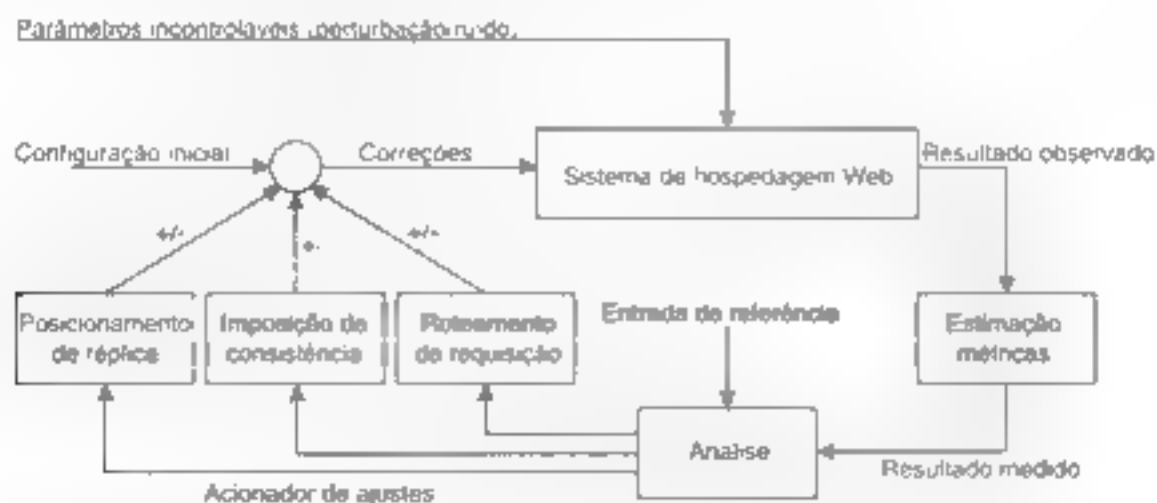 Parâmetros incontroláveis (perturbação/ruído)
Configuração inicial
Correções
Sistema de hospedagem Web
Resultado observado
+/-
+/-
+/-
Posicionamento
de réplica
Imposição de
consistência
Roteamento
de requisição
Entrada de referência
Estimação
métricas
Análise
Resultado medido
Acionador de ajustes